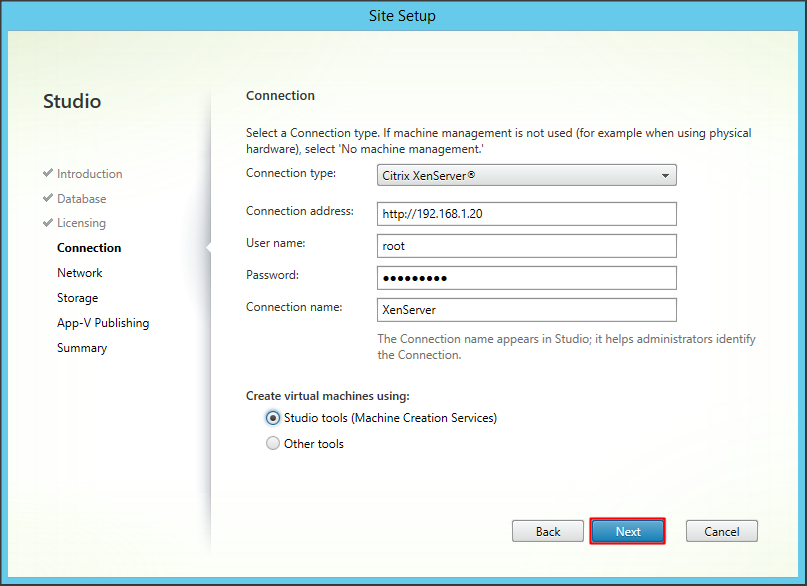 Site Setup
Studio
Introduction
Database
Licensing
Connection
Network
Storage
App-V Publishing
Summary
Connection
Select a Connection type. If machine management is not used (for example when using physical
hardware), select 'No machine management.'
Connection type: Citrix XenServer®
Connection address: http://192.168.1.20
User name: root
Password: ●●●●●●●●●
Connection name: XenServer
The Connection name appears in Studio; it helps administrators identify
the Connection.
Create virtual machines using:
Studio tools (Machine Creation Services)
Other tools
Back Next Cancel